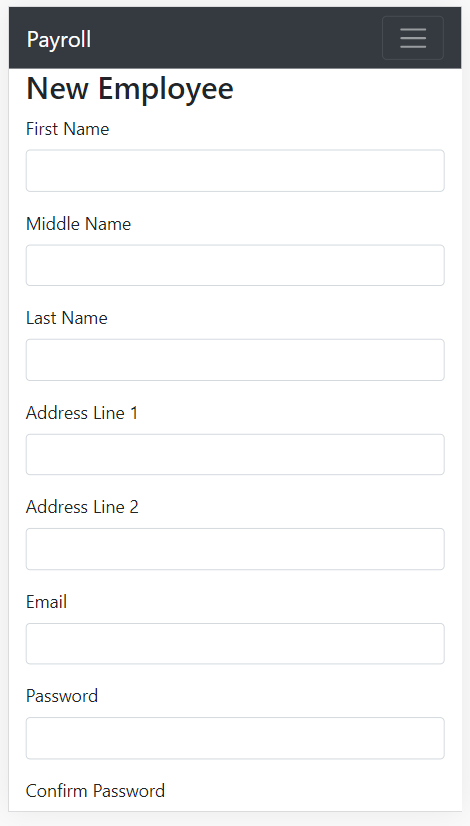 Payroll
New Employee
First Name
Middle Name
Last Name
Address Line 1
Address Line 2
Email
Password
Confirm Password